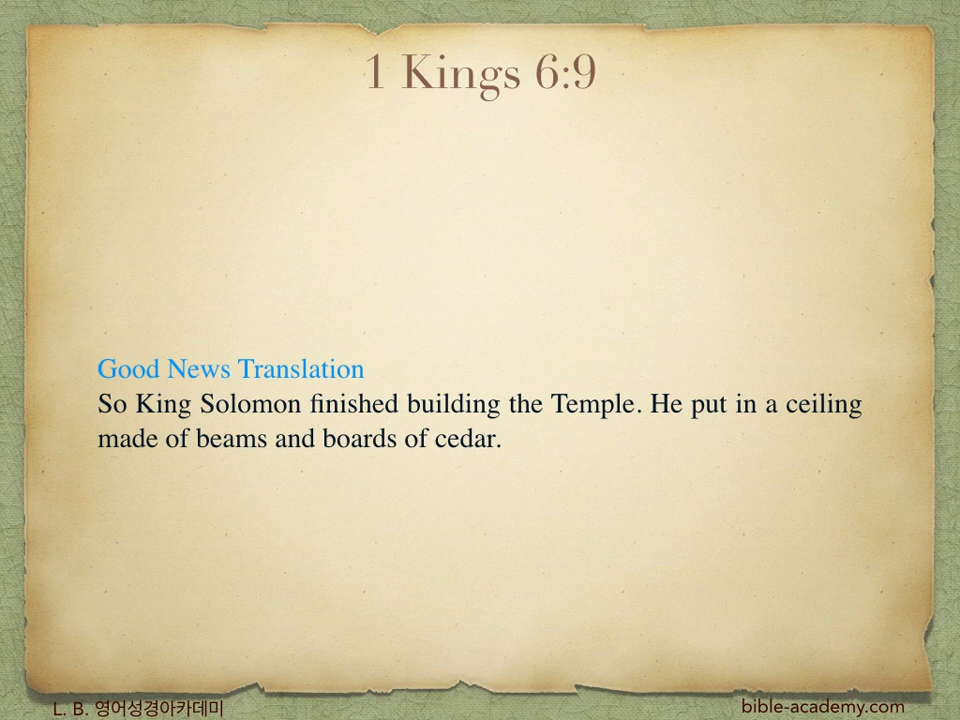 1 Kings 6:9
Good News Translation
So King Solomon finished building the Temple. He put in a ceiling
made of beams and boards of cedar.
L. B. 영어성경아카데미
bible-academy.com